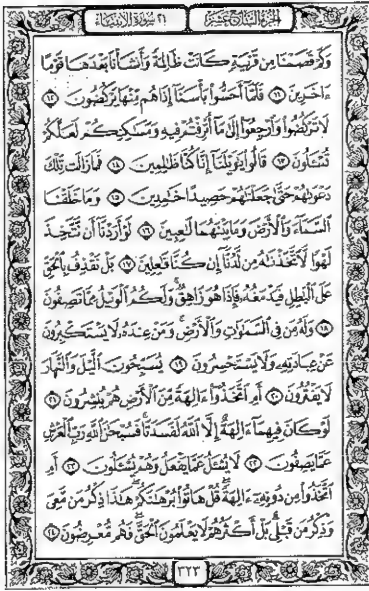 الجزء السابع عشر
٢١ سورة الأنبياء
وَكَمْ قَصَمْنَا مِن قَرْيَةٍ كَانَتْ ظَالِمَةً وَأَنشَأْنَا بَعْدَهَا قَوْمًا
ءَاخَرِينَ ١١ فَلَمَّا أَحَسُّوا بَأْسَنَا إِذَا هُم مِّنْهَا يَرْكُضُونَ ١٢
لَا تَرْكُضُوا وَارْجِعُوا إِلَى مَا أُتْرِفْتُمْ فِيهِ وَمَسَاكِنِكُمْ لَعَلَّكُمْ
تُسْئَلُونَ ١٣ قَالُوا يَوَيْلَنَا إِنَّا كُنَّا ظَالِمِينَ ١٤ فَمَا زَالَت تِّلْكَ
دَعْوَاهُمْ حَتَّى جَعَلْنَاهُمْ حَصِيدًا خَامِدِينَ ١٥ وَمَا خَلَقْنَا
السَّمَاءَ وَالْأَرْضَ وَمَا بَيْنَهُمَا لَاعِبِينَ ١٦ لَوْ أَرَدْنَا أَن نَّتَّخِذَ
لَهْوًا لَّاتَّخَذْنَاهُ مِن لَّدُنَّا إِن كُنَّا فَاعِلِينَ ١٧ بَلْ نَقْذِفُ بِالْحَقِّ
عَلَى الْبَاطِلِ فَيَدْمَغُهُ فَإِذَا هُوَ زَاهِقٌ وَلَكُمُ الْوَيْلُ مِمَّا تَصِفُونَ
١٨ وَلَهُ مَن فِي السَّمَاوَاتِ وَالْأَرْضِ وَمَنْ عِندَهُ لَا يَسْتَكْبِرُونَ
عَنْ عِبَادَتِهِ وَلَا يَسْتَحْسِرُونَ ١٩ يُسَبِّحُونَ الَّيْلَ وَالنَّهَارَ
لَا يَفْتُرُونَ ٢٠ أَمِ اتَّخَذُوا ءَالِهَةً مِّنَ الْأَرْضِ هُمْ يُنشِرُونَ ٢١
لَوْ كَانَ فِيهِمَا ءَالِهَةٌ إِلَّا اللَّهُ لَفَسَدَتَا فَسُبْحَانَ اللَّهِ رَبِّ الْعَرْشِ
عَمَّا يَصِفُونَ ٢٢ لَا يُسْئَلُ عَمَّا يَفْعَلُ وَهُمْ يُسْئَلُونَ ٢٣ أَمِ
اتَّخَذُوا مِن دُونِهِ ءَالِهَةً قُلْ هَاتُوا بُرْهَانَكُمْ هَذَا ذِكْرُ مَن مَّعِيَ
وَذِكْرُ مَن قَبْلِي بَلْ أَكْثَرُهُمْ لَا يَعْلَمُونَ الْحَقَّ فَهُم مُّعْرِضُونَ ٢٤
٣٢٣